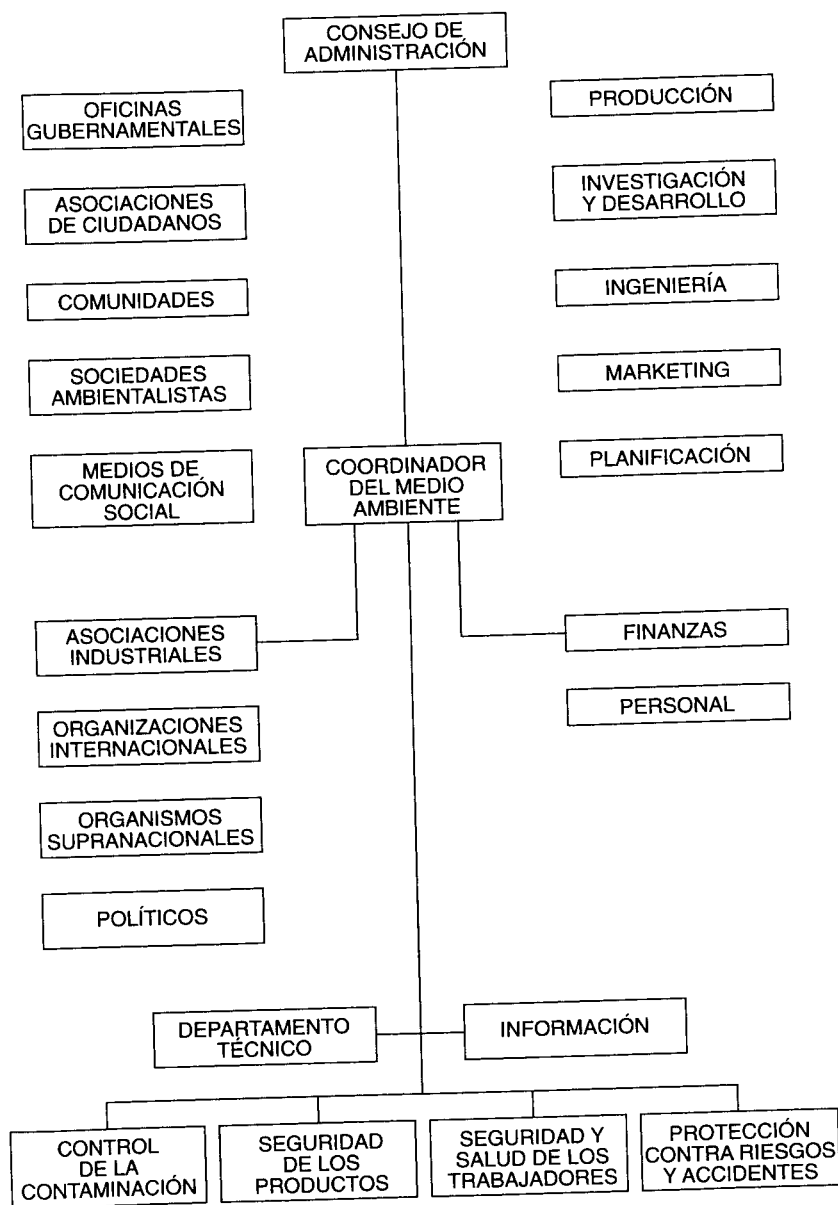 CONSEJO DE
ADMINISTRACIÓN
OFICINAS
GUBERNAMENTALES
ASOCIACIONES
DE CIUDADANOS
COMUNIDADES
SOCIEDADES
AMBIENTALISTAS
MEDIOS DE
COMUNICACIÓN
SOCIAL
PRODUCCIÓN
INVESTIGACIÓN
Y DESARROLLO
INGENIERÍA
MARKETING
PLANIFICACIÓN
COORDINADOR
DEL MEDIO
AMBIENTE
ASOCIACIONES
INDUSTRIALES
ORGANIZACIONES
INTERNACIONALES
ORGANISMOS
SUPRANACIONALES
POLÍTICOS
FINANZAS
PERSONAL
DEPARTAMENTO
TÉCNICO
INFORMACIÓN
CONTROL
DE LA
CONTAMINACIÓN
SEGURIDAD
DE LOS
PRODUCTOS
SEGURIDAD Y
SALUD DE LOS
TRABAJADORES
PROTECCIÓN
CONTRA RIESGOS
Y ACCIDENTES